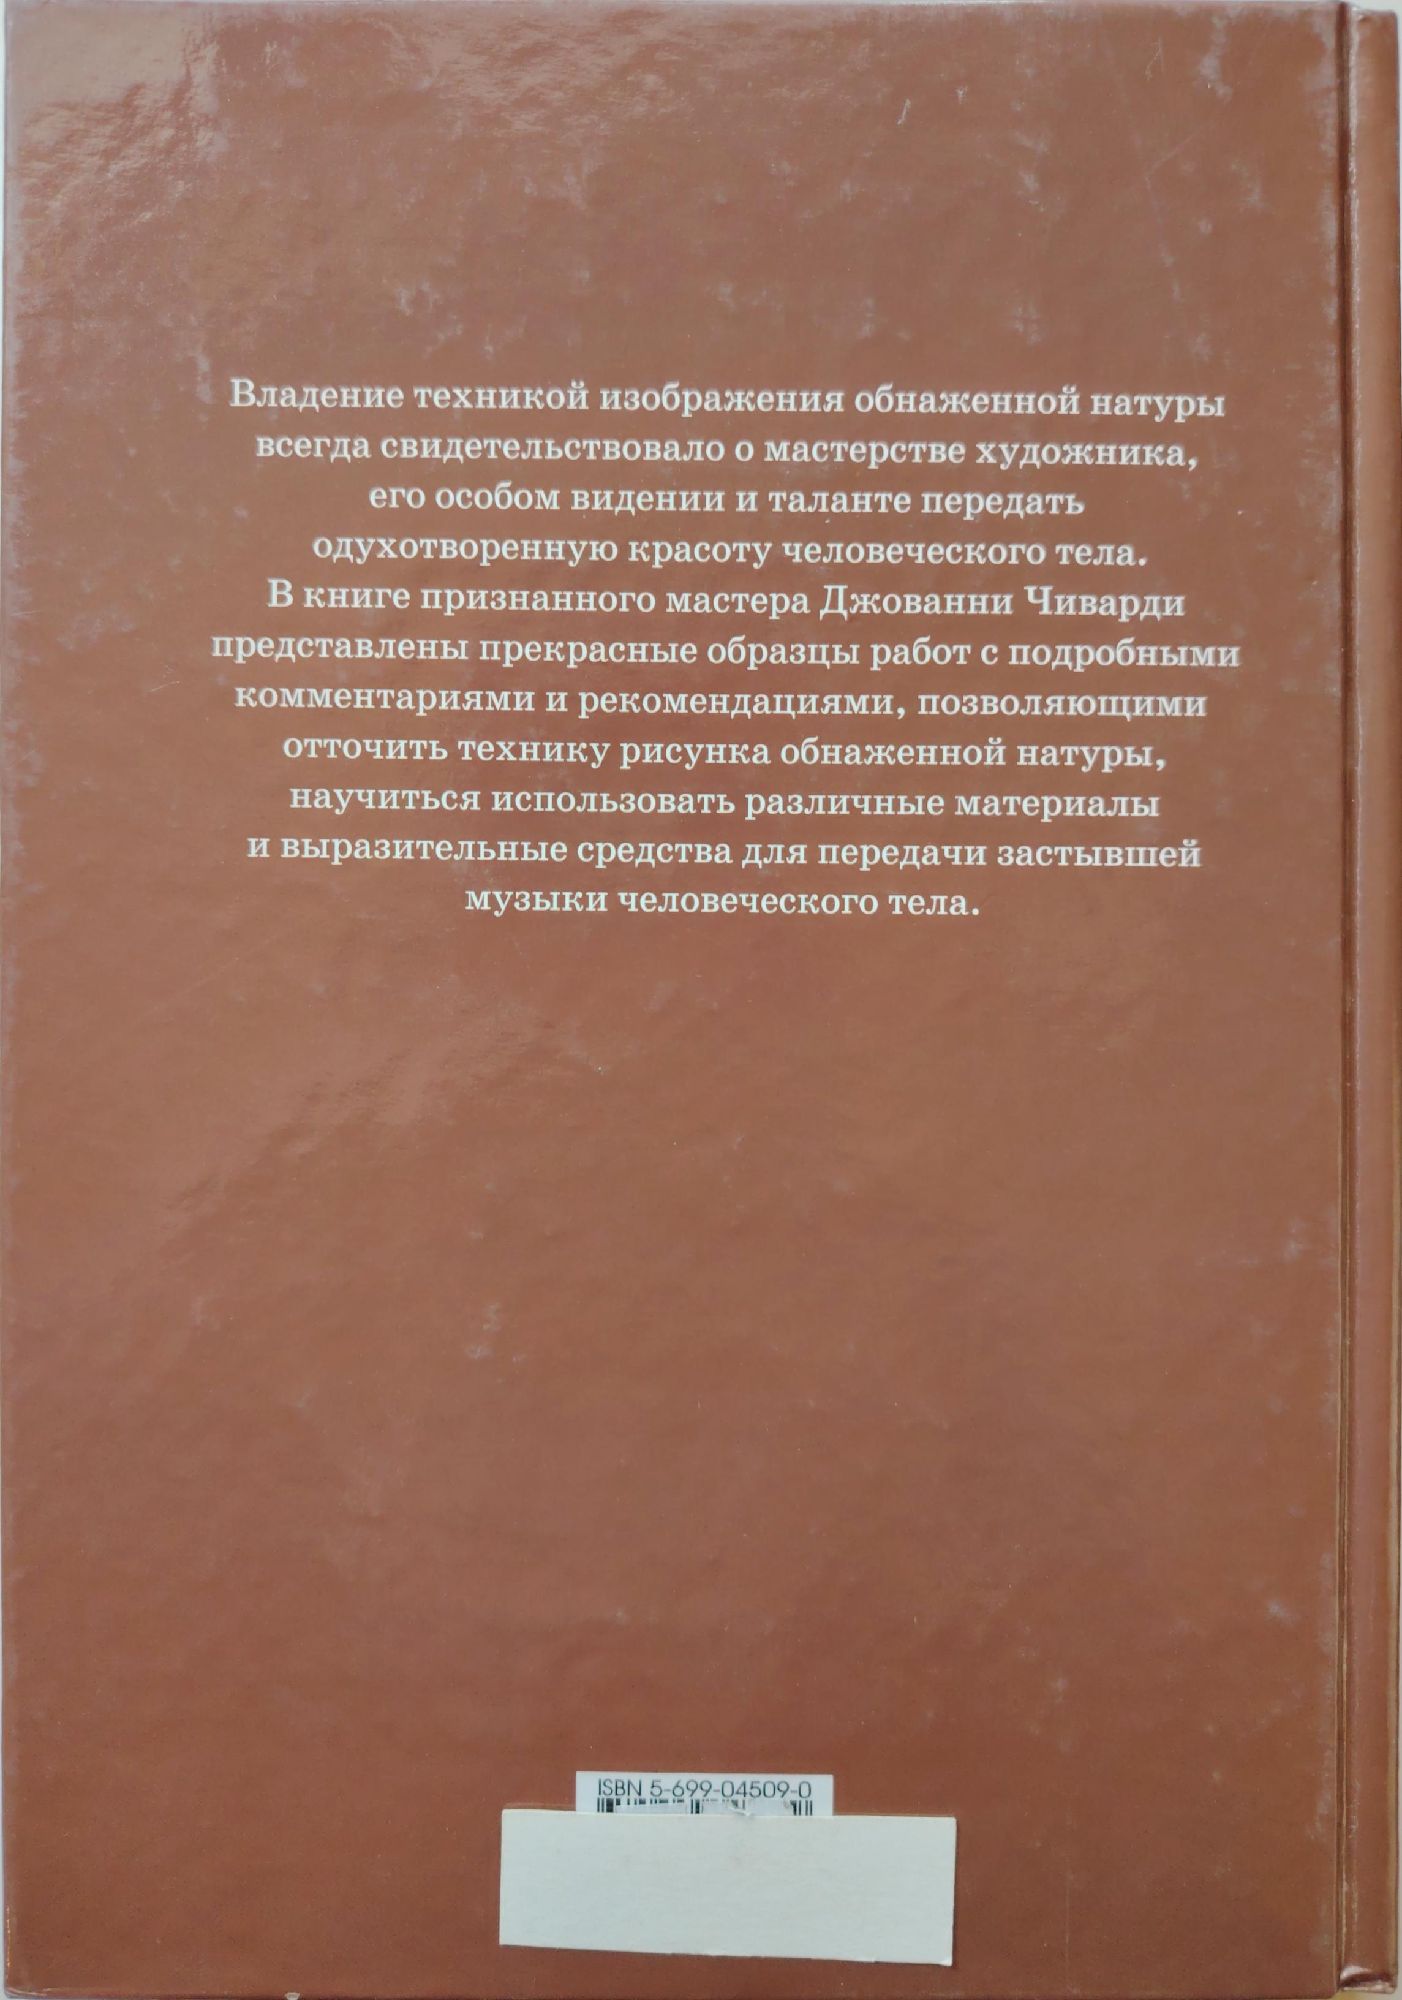 Владение техникой изображения обнаженной натуры
всегда свидетельствовало о мастерстве художника,
его особом видении и таланте передать
одухотворенную красоту человеческого тела.
В книге признанного мастера Джованни Чиварди
представлены прекрасные образцы работ с подробными
комментариями и рекомендациями, позволяющими
отточить технику рисунка обнаженной натуры,
научиться использовать различные материалы
и выразительные средства для передачи застывшей
музыки человеческого тела.
ISBN 5-699-04509-0